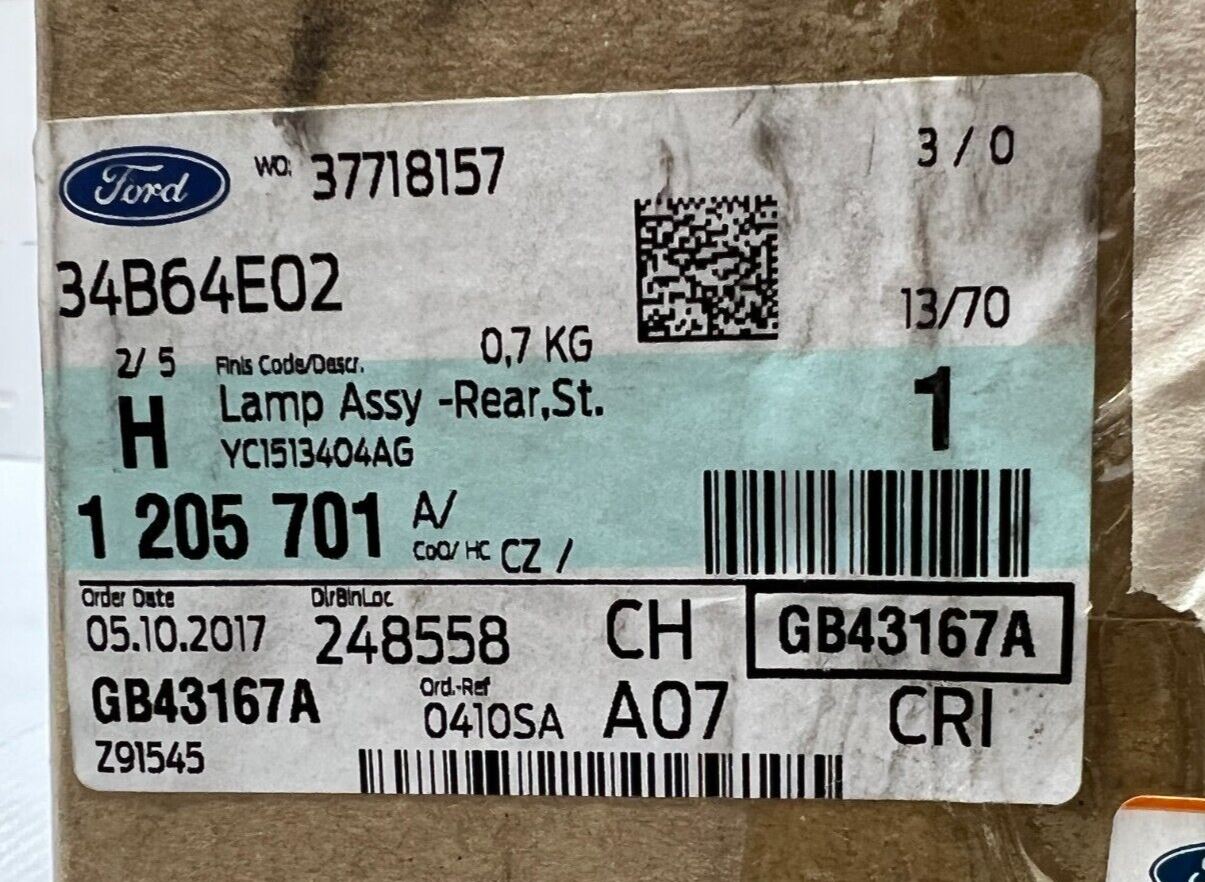 Ford WO: 37718157 3 / 0
34B64E02 13/70
2/ 5 Finis Code/Descr. 0,7 KG
H Lamp Assy -Rear,St. 1
YC1513404AG
1 205 701 A/
CoO/ HC CZ /
Order Date DirBinLoc
05.10.2017 248558 CH GB43167A
GB43167A Ord.-Ref 0410SA A07 CRI
Z91545